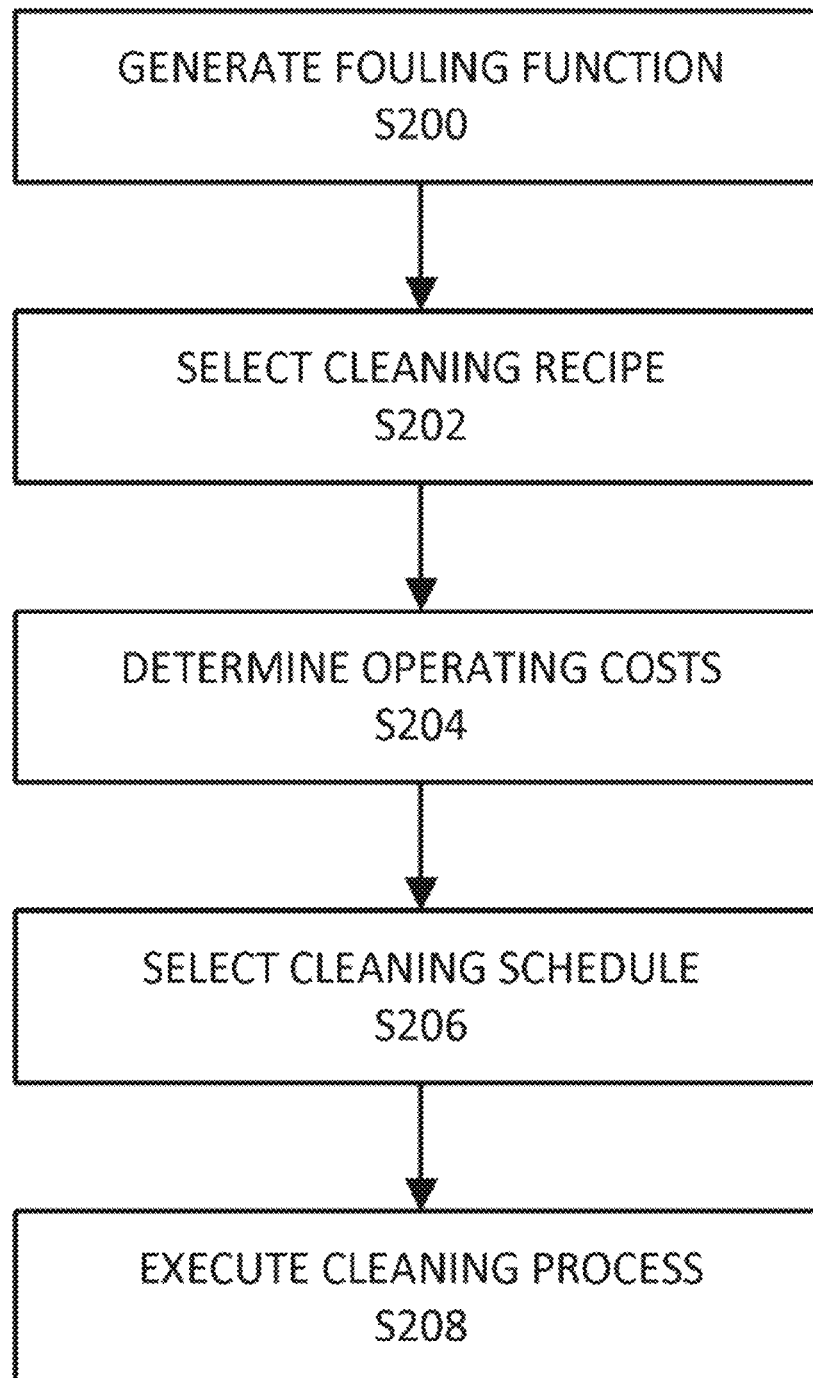 GENERATE FOULING FUNCTION
S200
SELECT CLEANING RECIPE
S202
DETERMINE OPERATING COSTS
S204
SELECT CLEANING SCHEDULE
S206
EXECUTE CLEANING PROCESS
S208